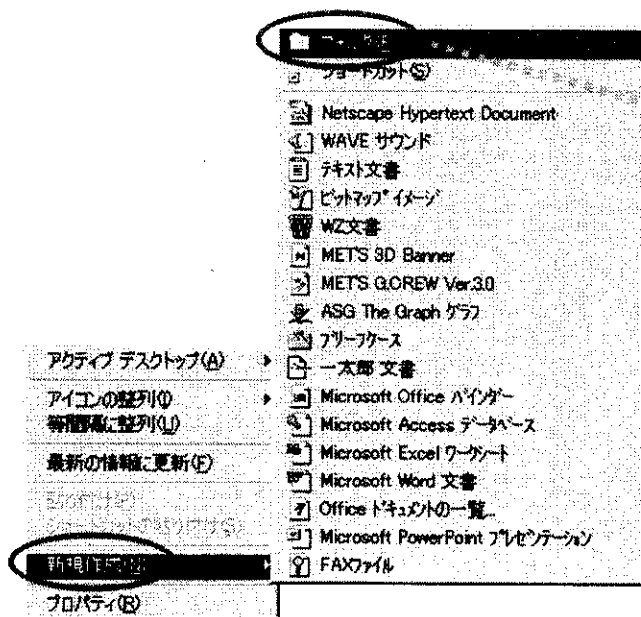 ショートカット(S)
Netscape Hypertext Document
WAVE サウンド
テキスト文書
ビットマップ イメージ
WZ文書
MET'S 3D Banner
MET'S G.CREW Ver.3.0
ASG The Graph グラフ
ブリーフケース
一太郎 文書
Microsoft Office バインダー
Microsoft Access データベース
Microsoft Excel ワークシート
Microsoft Word 文書
Office ドキュメントの一覧...
Microsoft PowerPoint プレゼンテーション
FAXファイル
アクティブ デスクトップ(A)
アイコンの整列(I)
等間隔に整列(U)
最新の情報に更新(F)
新規作成
プロパティ(R)